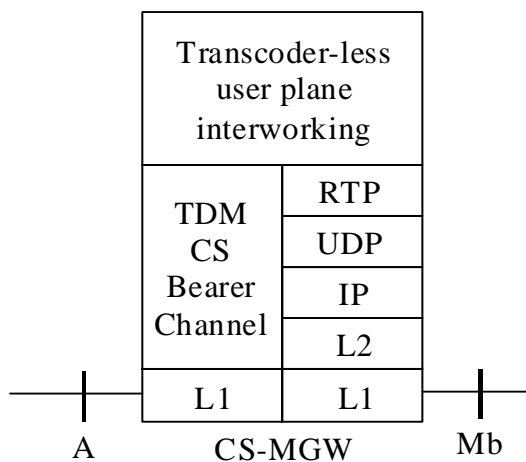 Transcoder-less
user plane
interworking
TDM
CS
Bearer
Channel
RTP
UDP
IP
L2
L1
L1
A
CS-MGW
Mb